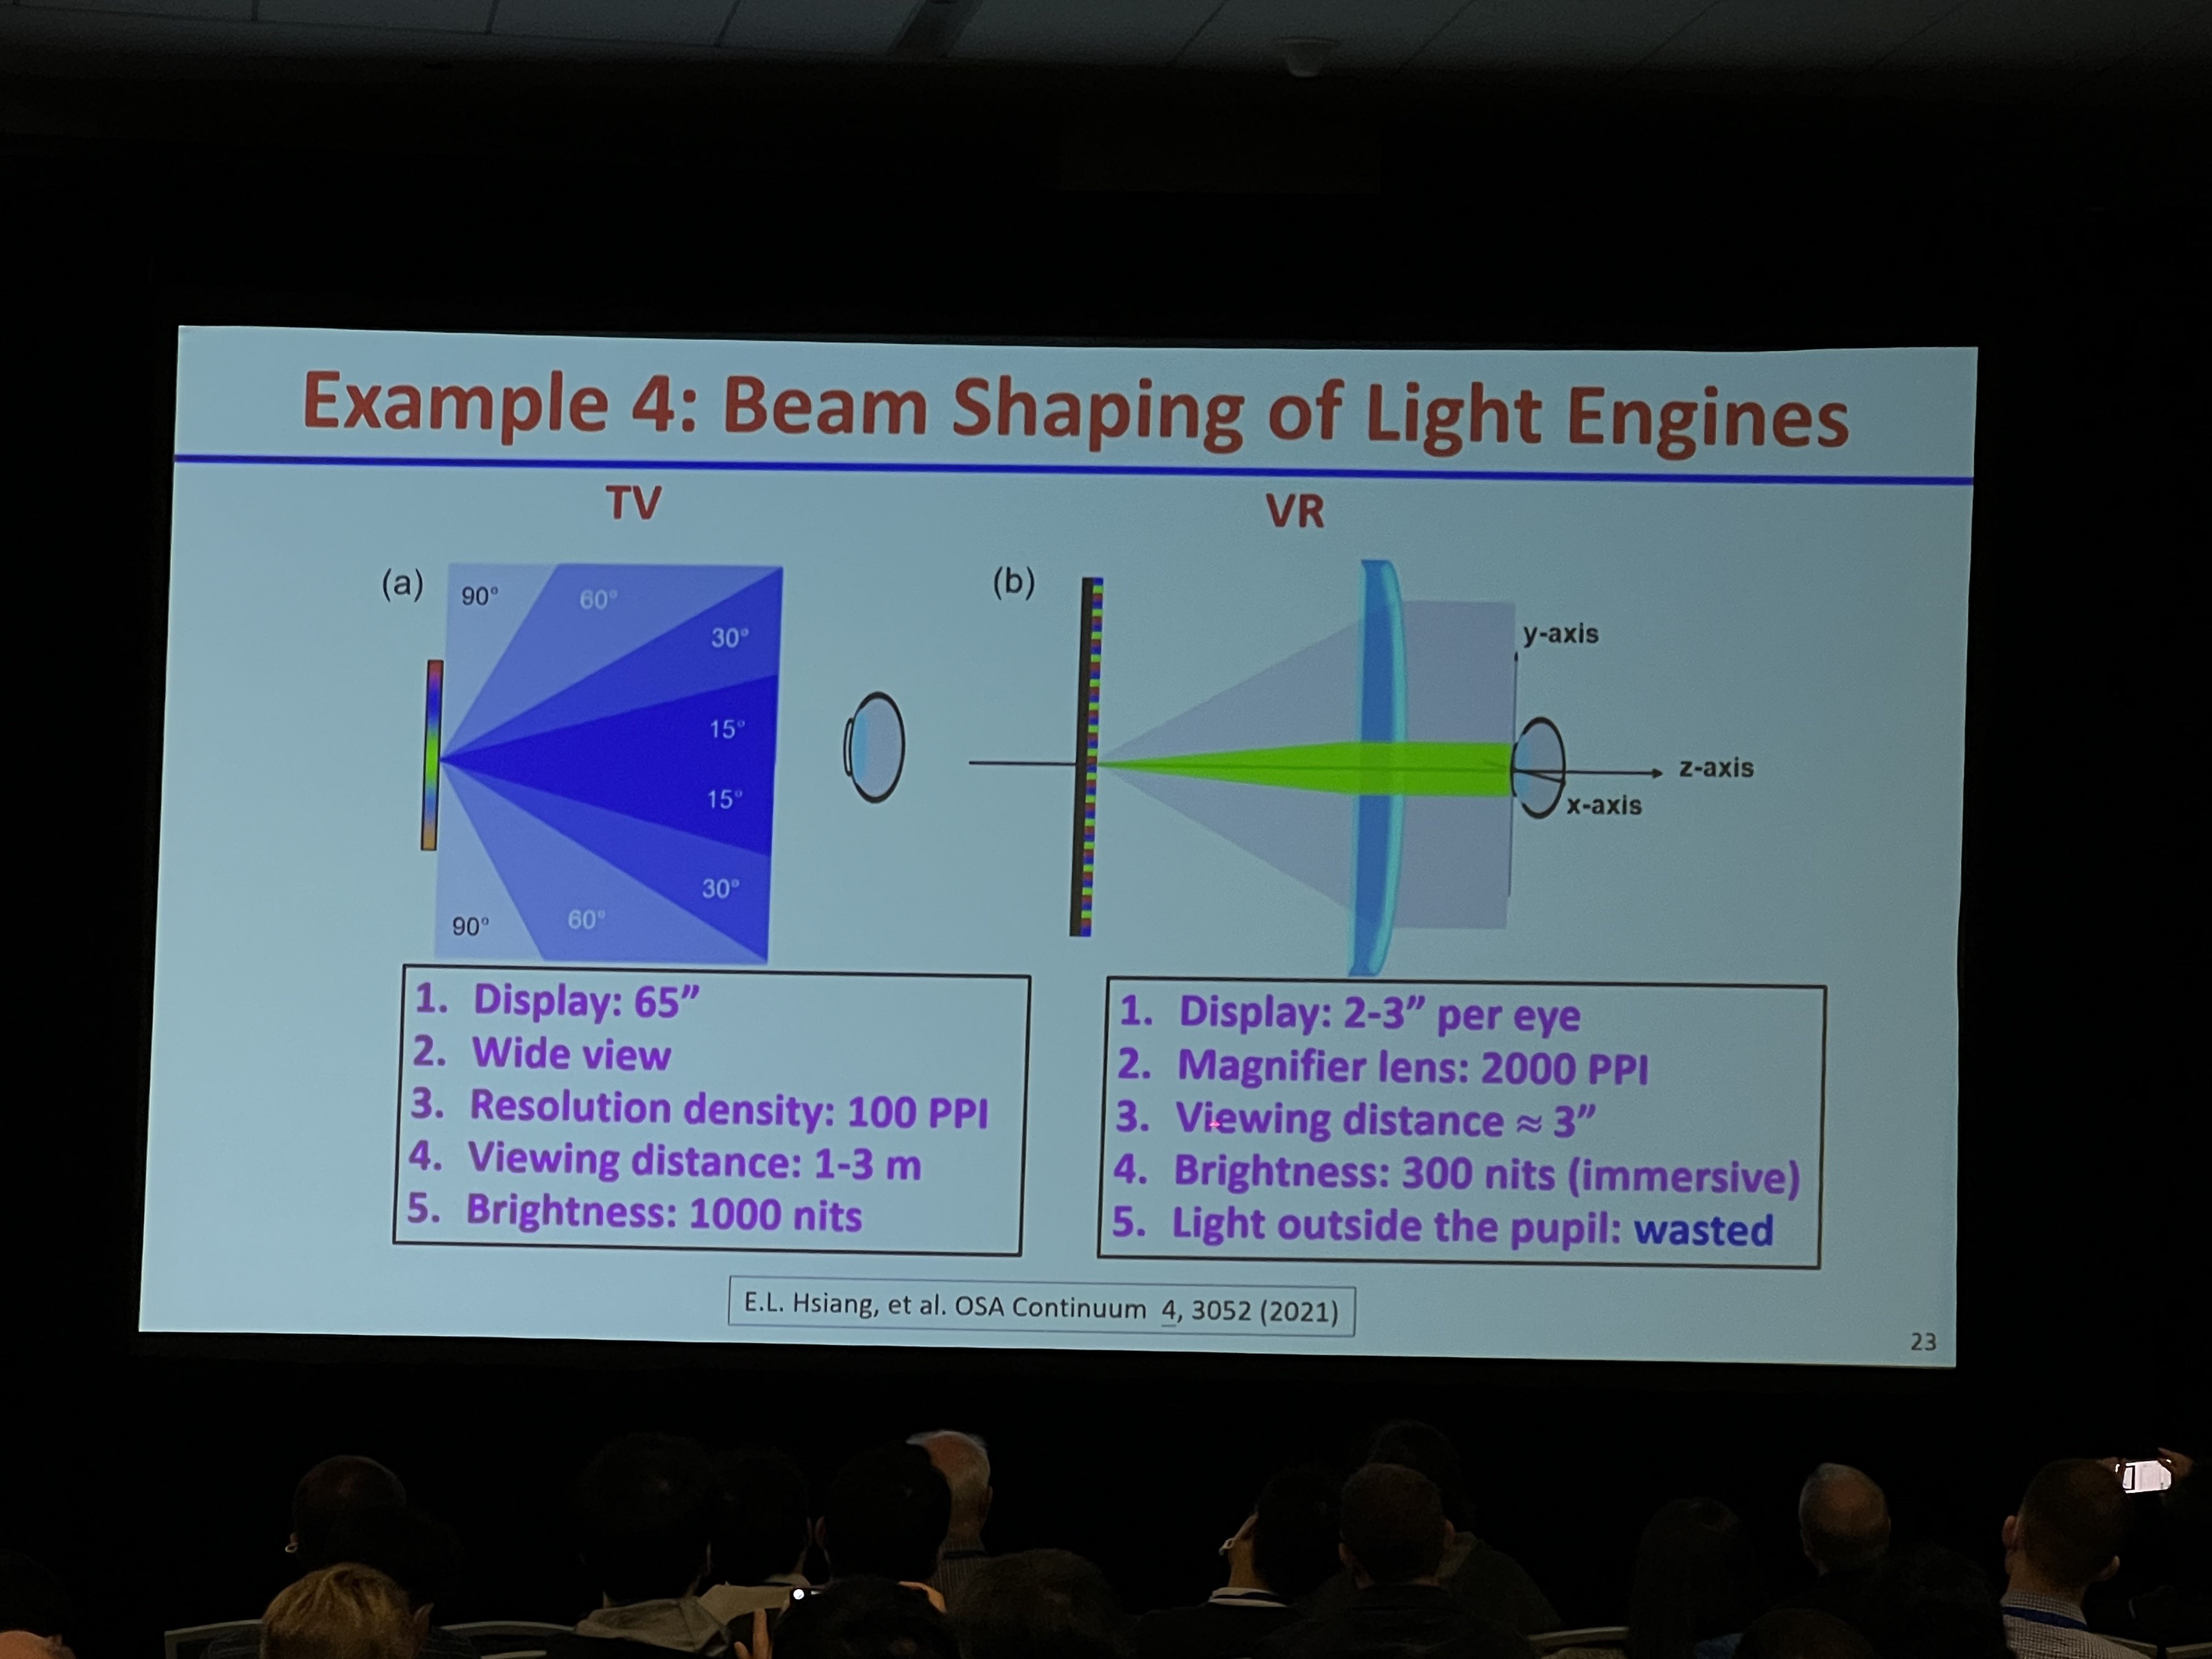 Example 4: Beam Shaping of Light Engines
TV
(a)
90°
60°
30°
15°
15°
30°
60°
90°
1. Display: 65”
2. Wide view
3. Resolution density: 100 PPI
4. Viewing distance: 1-3 m
5. Brightness: 1000 nits
VR
(b)
y-axis
z-axis
x-axis
1. Display: 2-3” per eye
2. Magnifier lens: 2000 PPI
3. Viewing distance ≈ 3”
4. Brightness: 300 nits (immersive)
5. Light outside the pupil: wasted
E.L. Hsiang, et al. OSA Continuum 4, 3052 (2021)
23